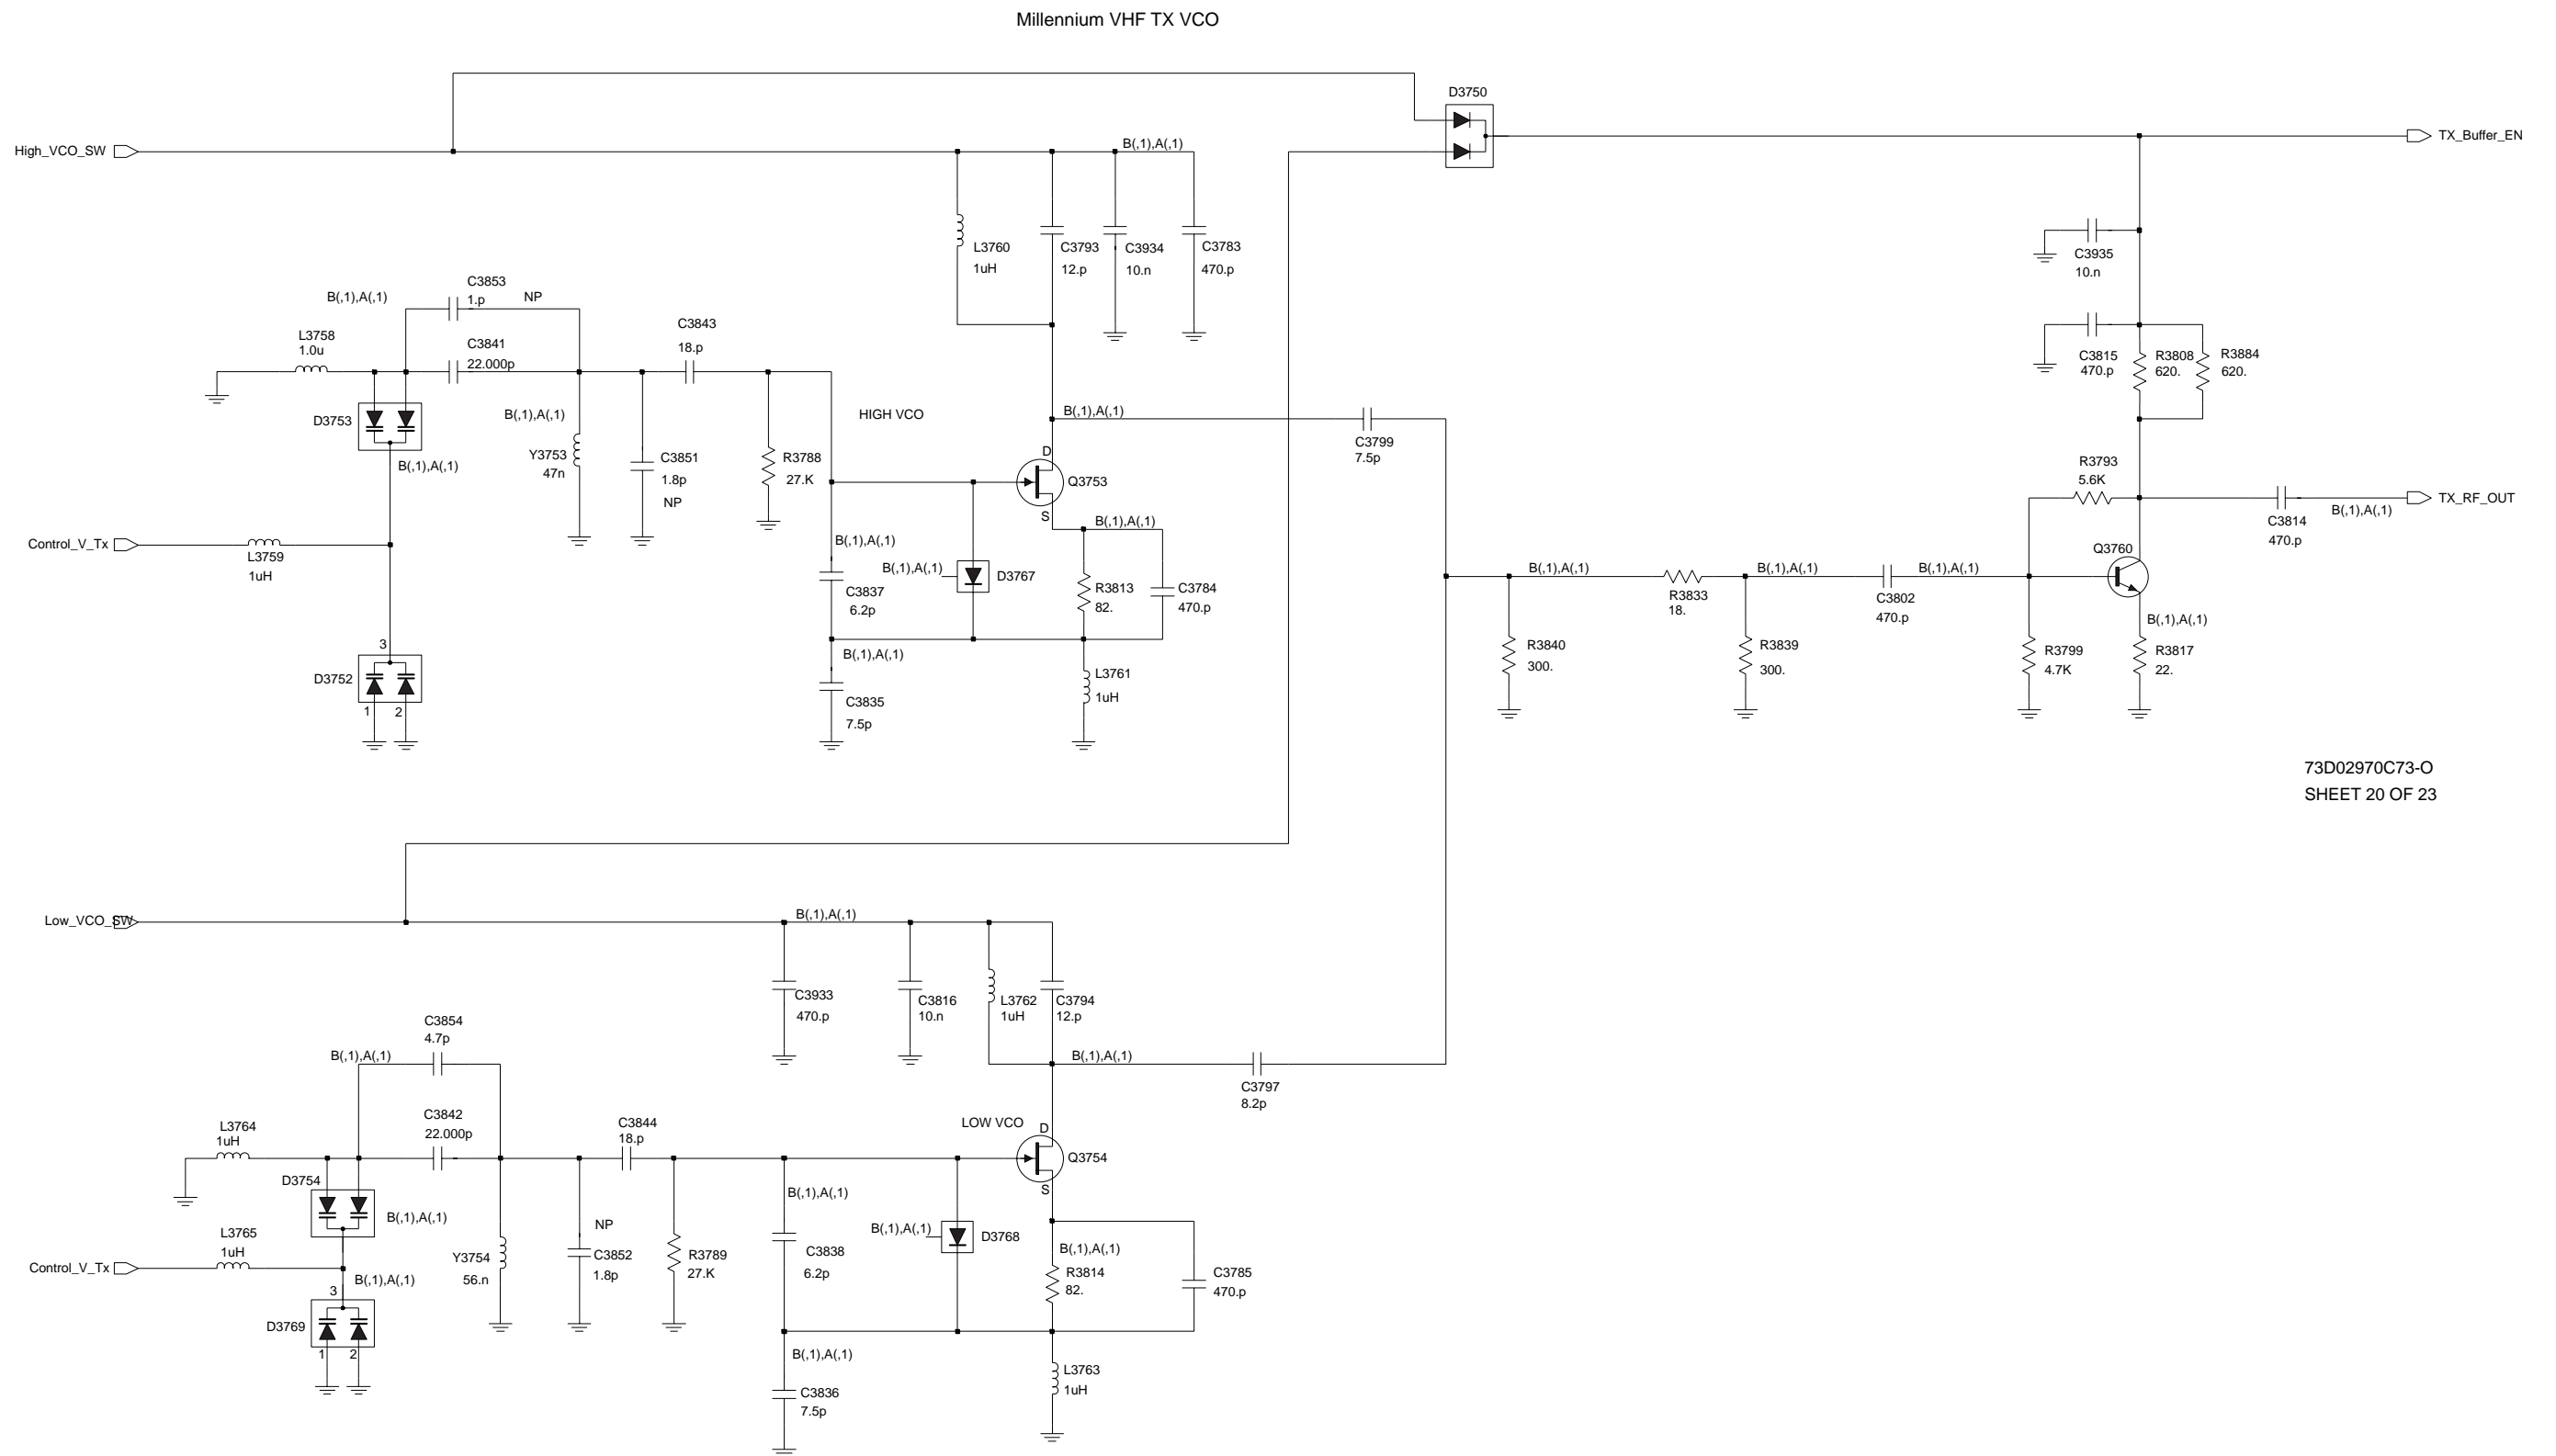 Millennium VHF TX VCO
D3750
High_VCO_SW
B(,1),A(,1)
TX_Buffer_EN
L3760
1uH
C3793
12.p
C3934
10.n
C3783
470.p
C3935
10.n
B(,1),A(,1)
C3853
1.p
NP
L3758
1.0u
C3841
22.000p
C3843
18.p
C3815
470.p
R3808
620.
R3884
620.
D3753
B(,1),A(,1)
HIGH VCO
B(,1),A(,1)
C3799
7.5p
B(,1),A(,1)
Y3753
47n
C3851
1.8p
NP
R3788
27.K
D
Q3753
S
R3793
5.6K
TX_RF_OUT
C3814
470.p
B(,1),A(,1)
Control_V_Tx
L3759
1uH
B(,1),A(,1)
B(,1),A(,1)
B(,1),A(,1)
D3767
C3837
6.2p
R3813
82.
C3784
470.p
B(,1),A(,1)
R3833
18.
B(,1),A(,1)
C3802
470.p
B(,1),A(,1)
Q3760
B(,1),A(,1)
3
D3752
1
2
B(,1),A(,1)
C3835
7.5p
L3761
1uH
R3840
300.
R3839
300.
R3799
4.7K
R3817
22.
73D02970C73-O
SHEET 20 OF 23
Low_VCO_SW
B(,1),A(,1)
C3933
470.p
C3816
10.n
L3762
1uH
C3794
12.p
C3854
4.7p
B(,1),A(,1)
B(,1),A(,1)
C3797
8.2p
L3764
1uH
C3842
22.000p
C3844
18.p
LOW VCO
D
Q3754
S
D3754
B(,1),A(,1)
B(,1),A(,1)
L3765
1uH
NP
B(,1),A(,1)
D3768
Control_V_Tx
B(,1),A(,1)
Y3754
56.n
C3852
1.8p
R3789
27.K
C3838
6.2p
B(,1),A(,1)
R3814
82.
C3785
470.p
3
D3769
1
2
B(,1),A(,1)
C3836
7.5p
L3763
1uH